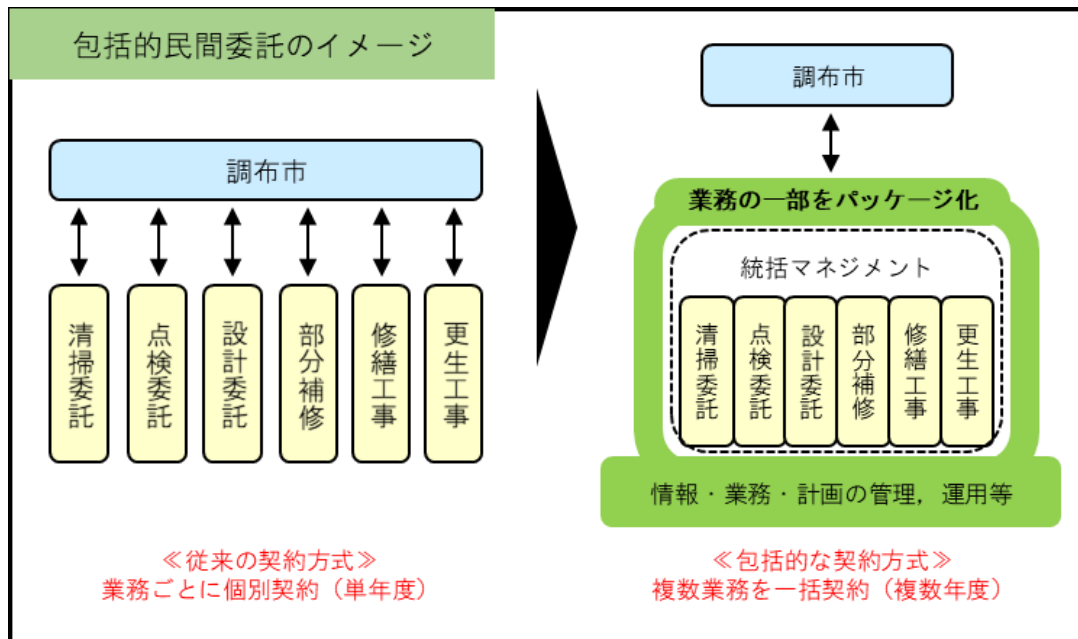 包括的民間委託のイメージ
調布市
清掃委託
点検委託
設計委託
部分補修
修繕工事
更生工事
≪従来の契約方式≫
業務ごとに個別契約（単年度）
調布市
業務の一部をパッケージ化
統括マネジメント
清掃委託
点検委託
設計委託
部分補修
修繕工事
更生工事
情報・業務・計画の管理，運用等
≪包括的な契約方式≫
複数業務を一括契約（複数年度）